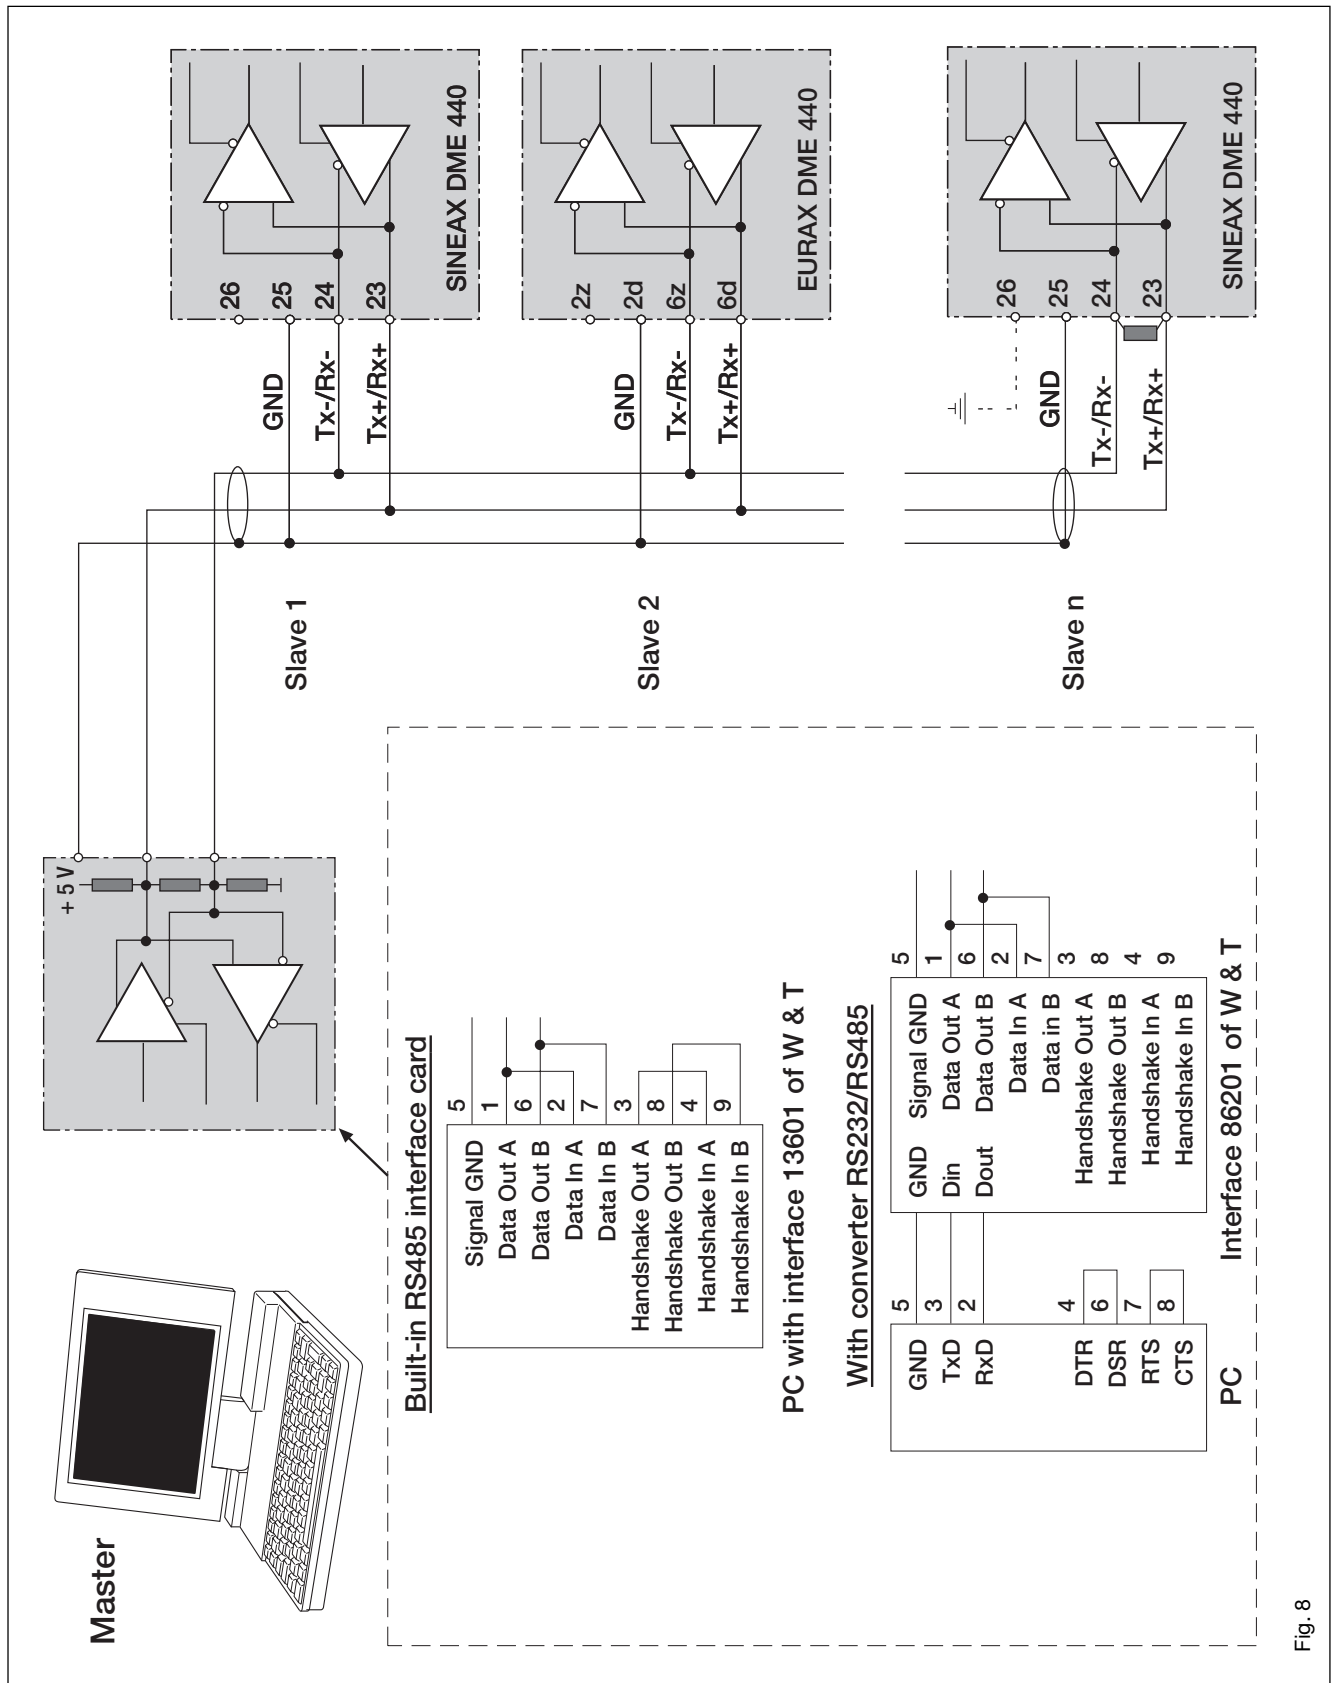 Master
+ 5 V
Slave 1
GND
Tx-/Rx-
Tx+/Rx+
26
25
24
23
SINEAX DME 440
Slave 2
GND
Tx-/Rx-
Tx+/Rx+
2z
2d
6z
6d
EURAX DME 440
Slave n
GND
Tx-/Rx-
Tx+/Rx+
26
25
24
23
SINEAX DME 440
Built-in RS485 interface card
Signal GND 5
Data Out A 1
Data Out B 6
Data In A 2
Data In B 7
Handshake Out A 3
Handshake Out B 8
Handshake In A 4
Handshake In B 9
PC with interface 13601 of W & T
With converter RS232/RS485
GND 5
TxD 3
RxD 2
DTR 4
DSR 6
RTS 7
CTS 8
PC
GND Signal GND 5
Din Data Out A 1
Dout Data Out B 6
Data In A 2
Data in B 7
Handshake Out A 3
Handshake Out B 8
Handshake In A 4
Handshake In B 9
Interface 86201 of W & T
Fig. 8